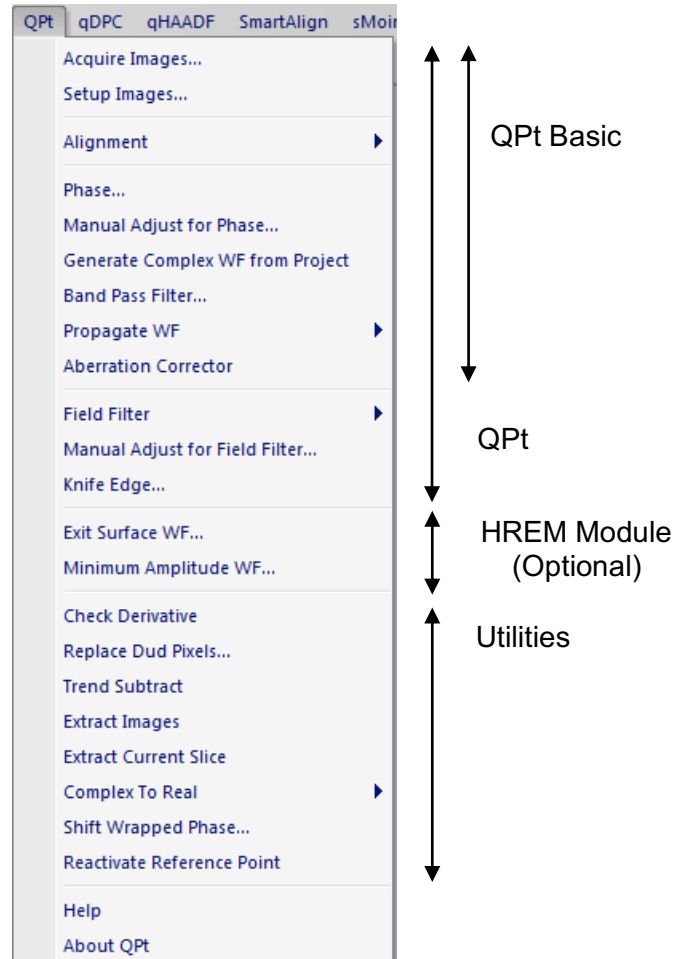 QPt qDPC qHAADF SmartAlign sMoir
Acquire Images...
Setup Images...
Alignment
Phase...
Manual Adjust for Phase...
Generate Complex WF from Project
Band Pass Filter...
Propagate WF
Aberration Corrector
Field Filter
Manual Adjust for Field Filter...
Knife Edge...
Exit Surface WF...
Minimum Amplitude WF...
Check Derivative
Replace Dud Pixels...
Trend Subtract
Extract Images
Extract Current Slice
Complex To Real
Shift Wrapped Phase...
Reactivate Reference Point
Help
About QPt
QPt Basic
QPt
HREM Module
(Optional)
Utilities